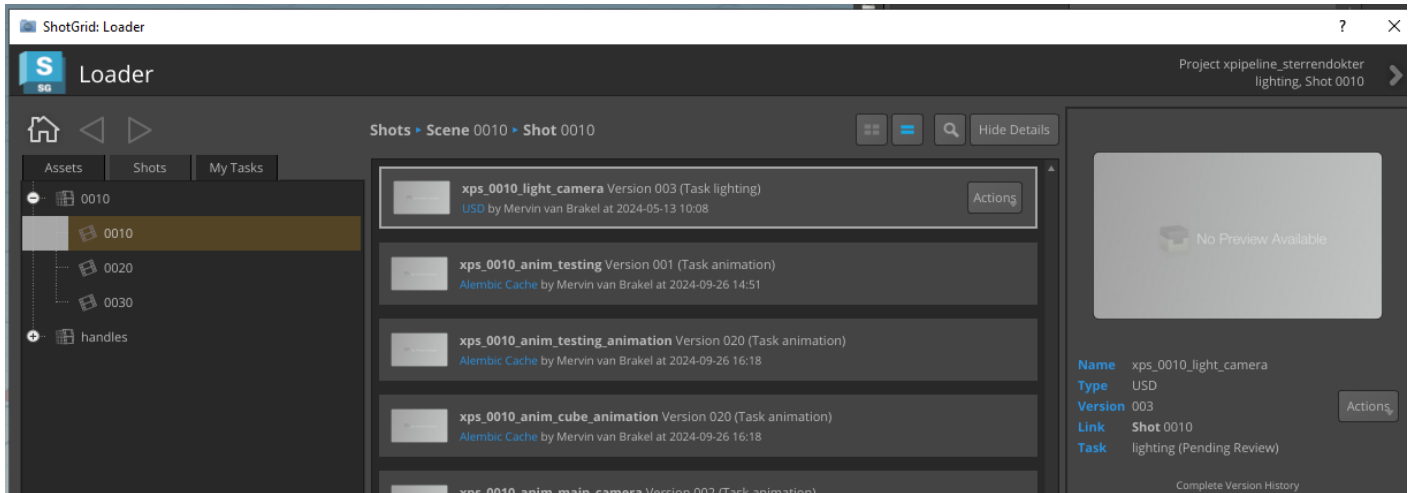 ShotGrid: Loader
?
S
SG
Loader
Project xpipeline_sterrendokter
lighting, Shot 0010
Shots ▸ Scene 0010 ▸ Shot 0010
Hide Details
Assets
Shots
My Tasks
0010
0010
0020
0030
handles
xps_0010_light_camera Version 003 (Task lighting)
USD by Mervin van Brakel at 2024-05-13 10:08
Actions
xps_0010_anim_testing Version 001 (Task animation)
Alembic Cache by Mervin van Brakel at 2024-09-26 14:51
xps_0010_anim_testing_animation Version 020 (Task animation)
Alembic Cache by Mervin van Brakel at 2024-09-26 16:18
xps_0010_anim_cube_animation Version 020 (Task animation)
Alembic Cache by Mervin van Brakel at 2024-09-26 16:18
xps_0010_anim_main_camera Version 002 (Task animation)
No Preview Available
Name xps_0010_light_camera
Type USD
Version 003
Link Shot 0010
Task lighting (Pending Review)
Actions
Complete Version History